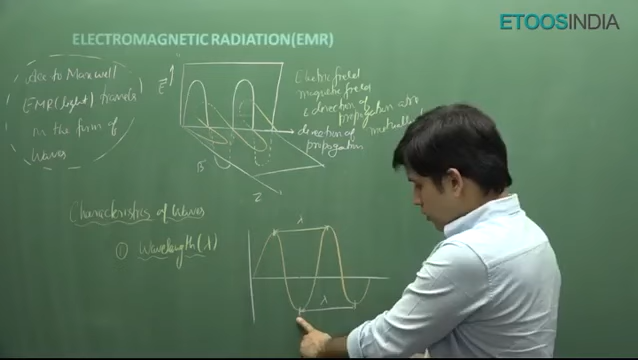 ETOOSINDIA
ELECTROMAGNETIC RADIATION(EMR)
Acc to Maxwell
EMR(light) travels
in the form of
waves
E
B
Z
Electric field
magnetic field
& direction of
propagation are
mutually
direction of
propagation
Characteristics of Waves
① Wavelength(λ)
λ
λ